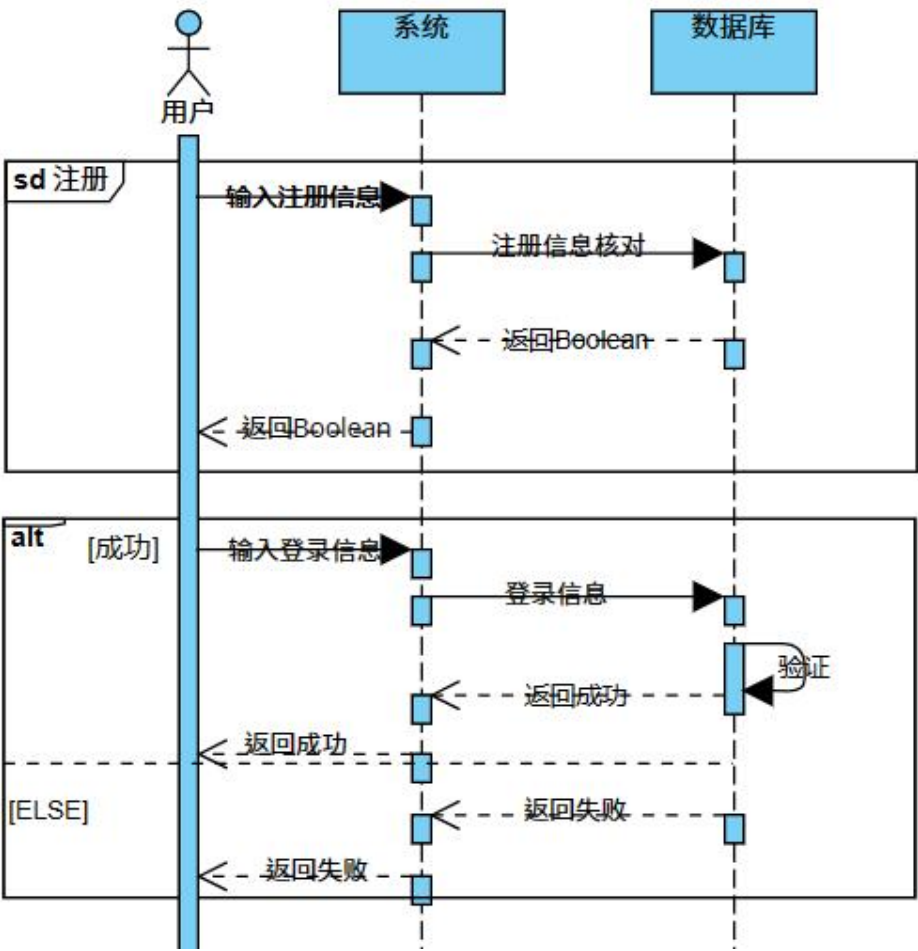 系统
数据库
用户
sd 注册
输入注册信息
注册信息核对
返回Boolean
返回Boolean
alt
[成功]
输入登录信息
登录信息
验证
返回成功
返回成功
[ELSE]
返回失败
返回失败